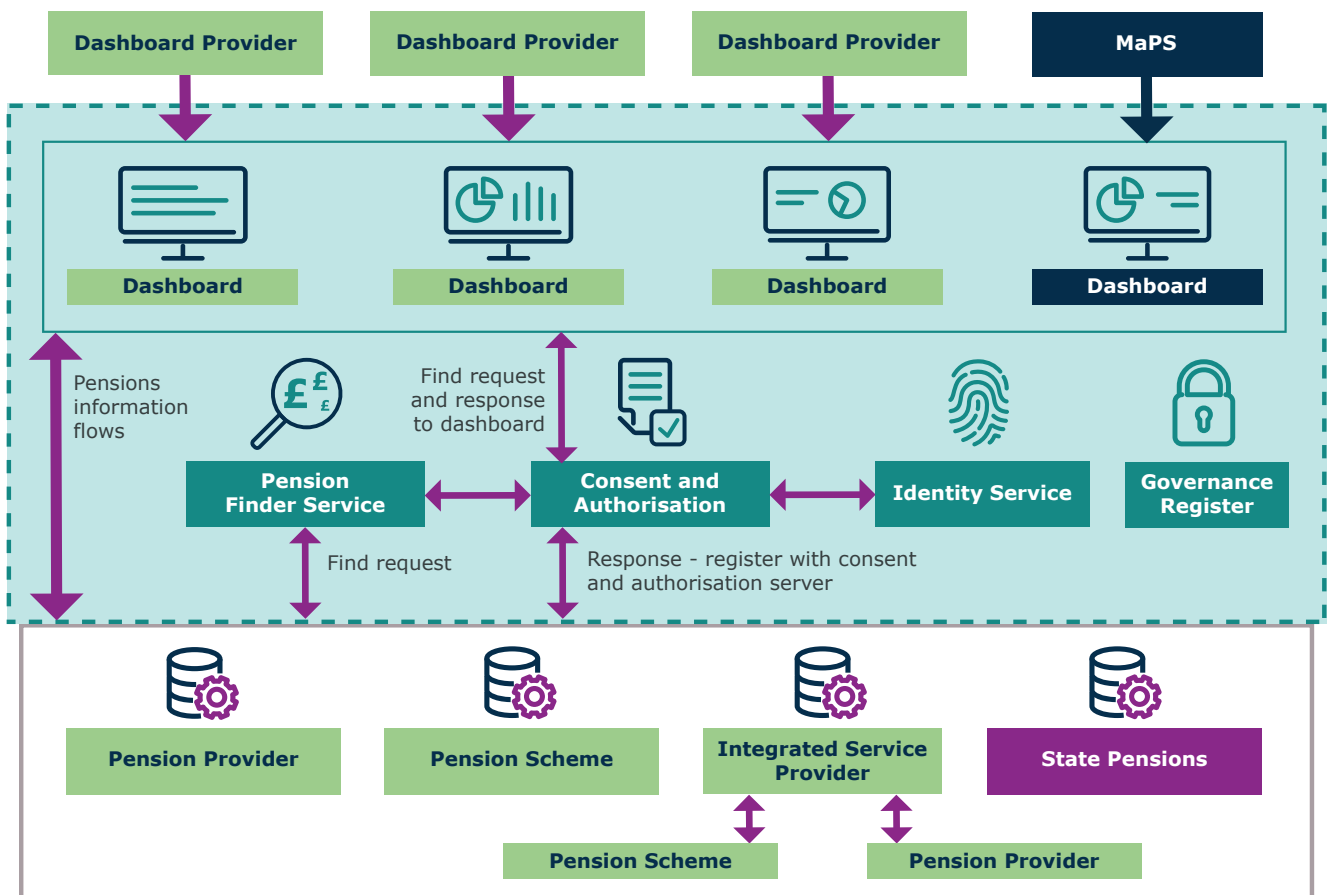 Dashboard Provider
Dashboard Provider
Dashboard Provider
MaPS
Dashboard
Dashboard
Dashboard
Dashboard
Pensions
information
flows
£ £ £
Find request
and response
to dashboard
Pension
Finder Service
Consent and
Authorisation
Identity Service
Governance
Register
Find request
Response - register with consent
and authorisation server
Pension Provider
Pension Scheme
Integrated Service
Provider
State Pensions
Pension Scheme
Pension Provider